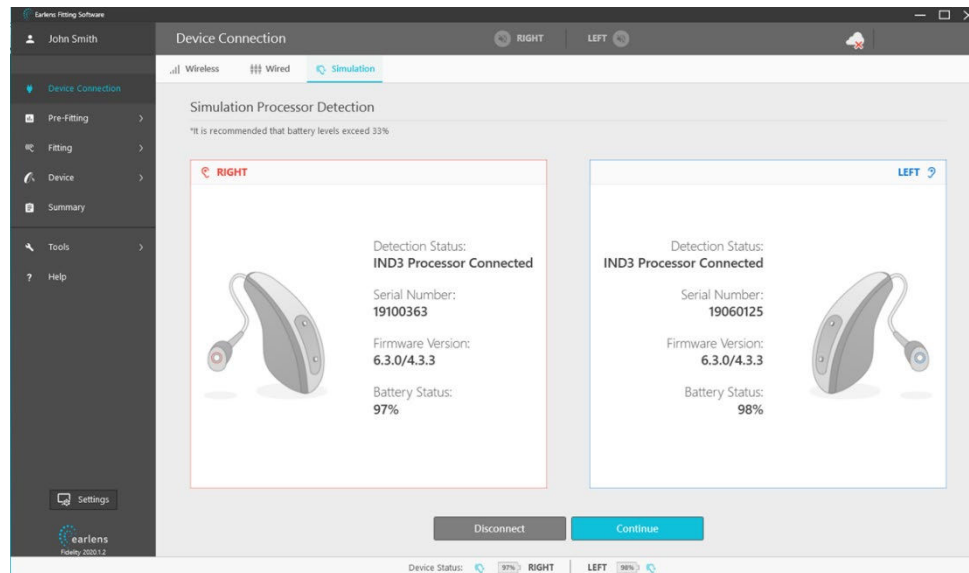 Earlens Fitting Software
John Smith
Device Connection
RIGHT
LEFT
Wireless
Wired
Simulation
Device Connection
Pre-Fitting
Fitting
Device
Summary
Tools
? Help
Settings
earlens
Fidelity 2020.1.2
Simulation Processor Detection
*It is recommended that battery levels exceed 33%
RIGHT
Detection Status:
IND3 Processor Connected
Serial Number:
19100363
Firmware Version:
6.3.0/4.3.3
Battery Status:
97%
LEFT
Detection Status:
IND3 Processor Connected
Serial Number:
19060125
Firmware Version:
6.3.0/4.3.3
Battery Status:
98%
Disconnect
Continue
Device Status: 97% RIGHT LEFT 98%